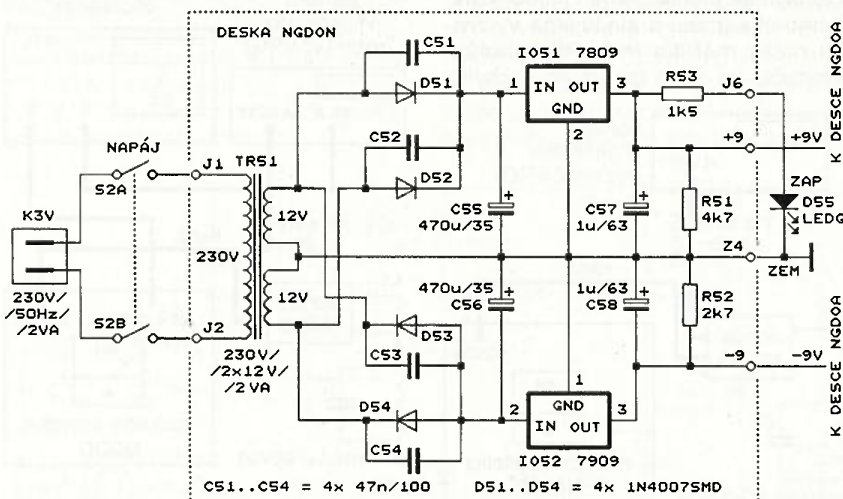 DESKA NGDON
C51
D51
C52
D52
IO51 7809
1
IN OUT
3
GND
2
R53
1k5
J6
+9
+9V
K DESCE NGDOA
NAPÁJ
S2A
J1
TR51
K3V
12V
230V
12V
C55
470u/35
C57
1u/63
R51
4k7
ZAP
D55
LEDG
Z4
ZEM
230V/
/50Hz/
/2VA
S2B
J2
230V/
/2x12V/
/2VA
470u/35
C56
1u/63
C58
R52
2k7
D53
C53
D54
C54
-9
-9V
K DESCE NGDOA
1
GND
2
IN OUT
3
IO52 7909
C51..C54 = 4x 47n/100
D51..D54 = 4x 1N4007SMD